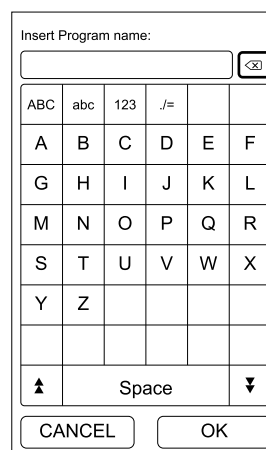 Insert Program name:
ABC abc 123 ./=
A B C D E F
G H I J K L
M N O P Q R
S T U V W X
Y Z
Space
CANCEL OK